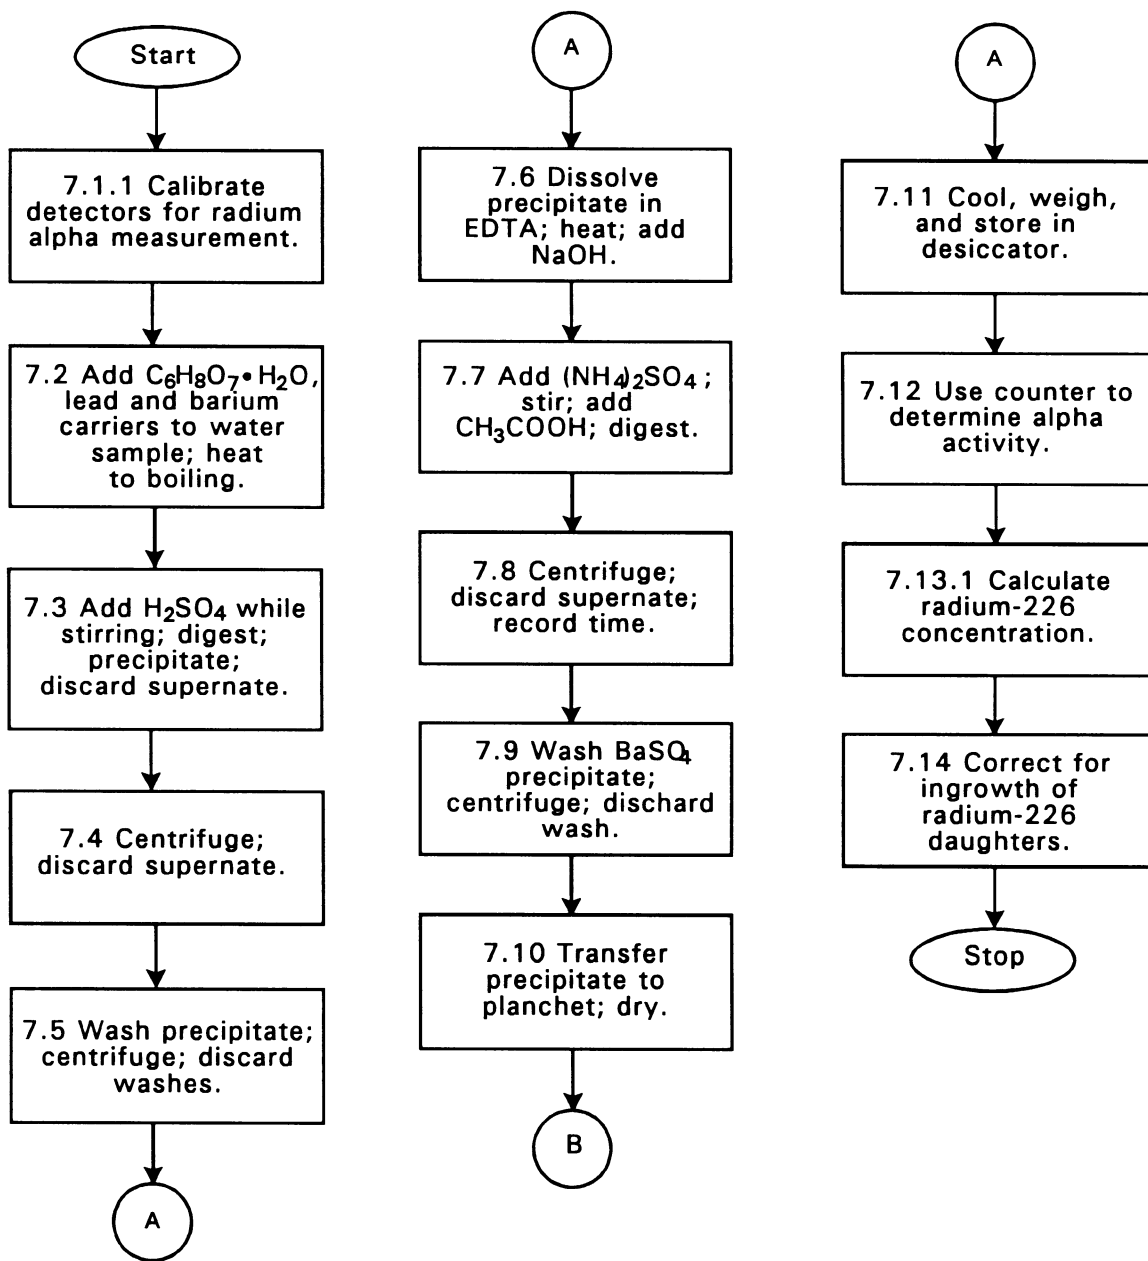 Start
7.1.1 Calibrate
detectors for radium
alpha measurement.
7.2 Add C₆H₈O₇•H₂O,
lead and barium
carriers to water
sample; heat
to boiling.
7.3 Add H₂SO₄ while
stirring; digest;
precipitate;
discard supernate.
7.4 Centrifuge;
discard supernate.
7.5 Wash precipitate;
centrifuge; discard
washes.
A
A
7.6 Dissolve
precipitate in
EDTA; heat; add
NaOH.
7.7 Add (NH₄)₂SO₄;
stir; add
CH₃COOH; digest.
7.8 Centrifuge;
discard supernate;
record time.
7.9 Wash BaSO₄
precipitate;
centrifuge; dischard
wash.
7.10 Transfer
precipitate to
planchet; dry.
B
A
7.11 Cool, weigh,
and store in
desiccator.
7.12 Use counter to
determine alpha
activity.
7.13.1 Calculate
radium-226
concentration.
7.14 Correct for
ingrowth of
radium-226
daughters.
Stop